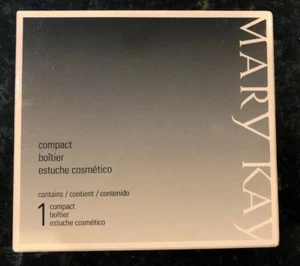 MARY KAY
compact
boîtier
estuche cosmético
contains / contient / contenido
1 compact
boîtier
estuche cosmético